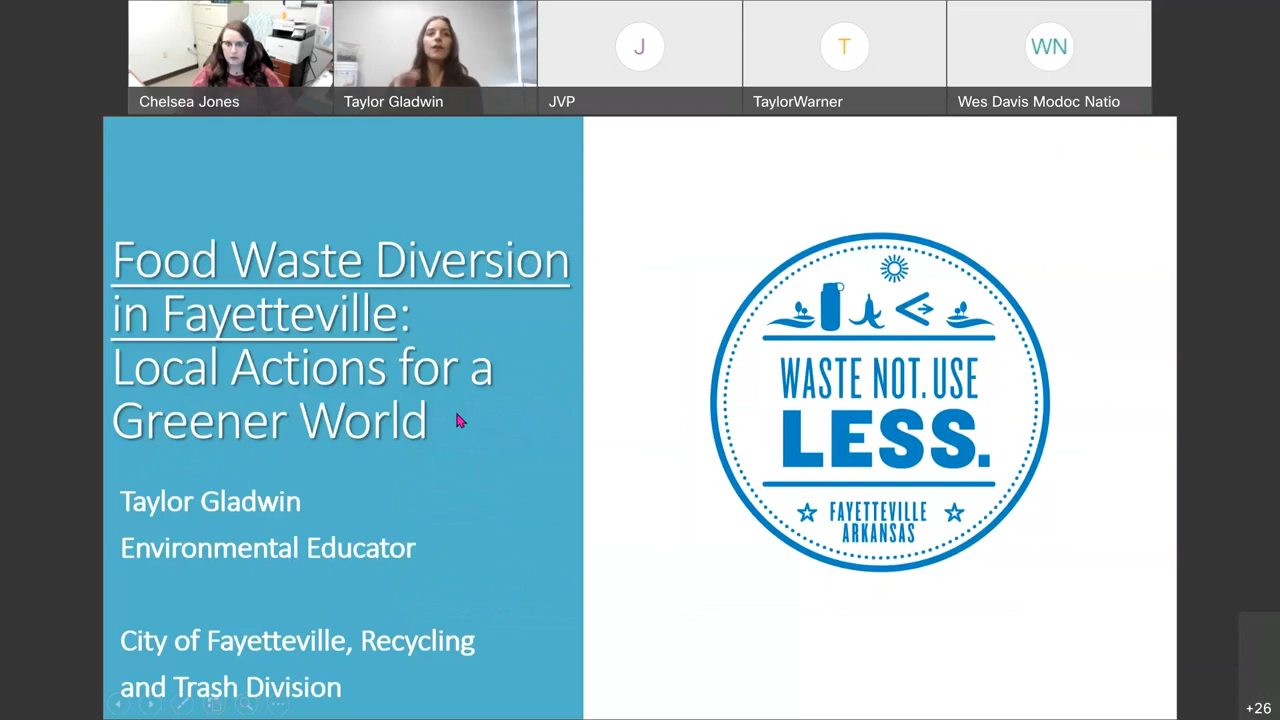 J
T
WN
Chelsea Jones
Taylor Gladwin
JVP
TaylorWarner
Wes Davis Modoc Natio
Food Waste Diversion
in Fayetteville:
Local Actions for a
Greener World
Taylor Gladwin
Environmental Educator
City of Fayetteville, Recycling
and Trash Division
WASTE NOT. USE
LESS.
FAYETTEVILLE
ARKANSAS
+26